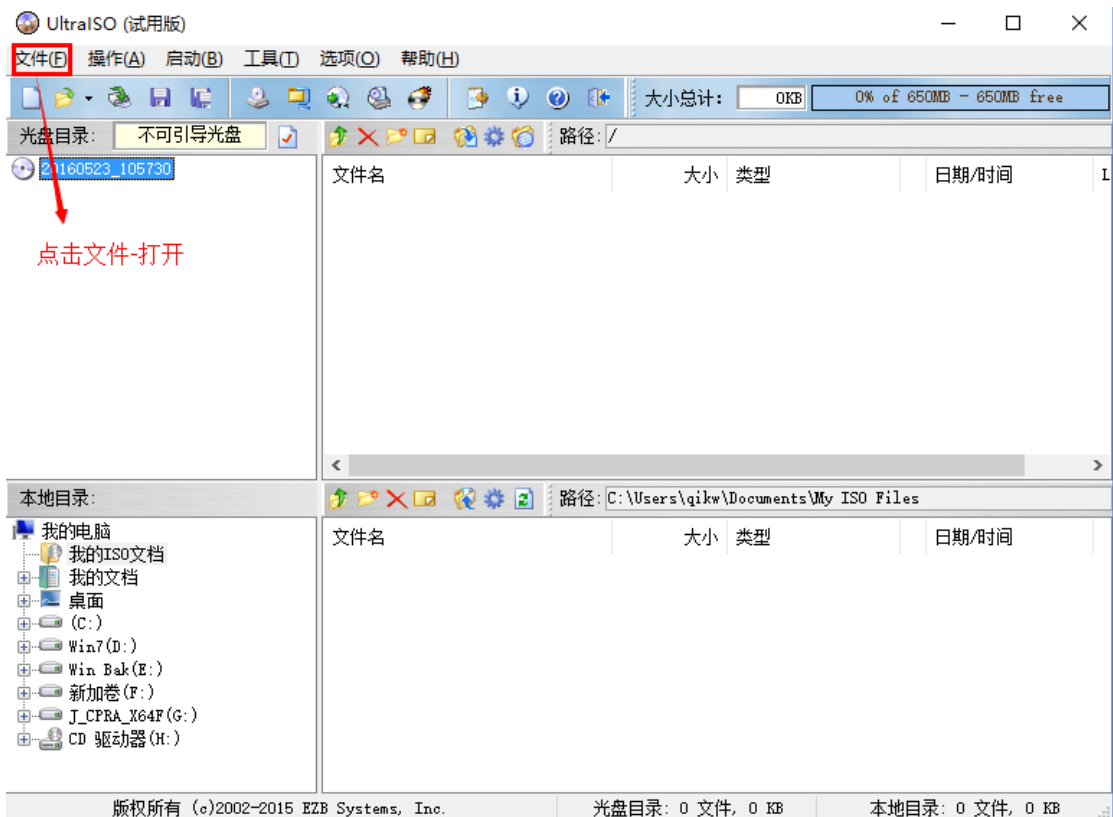 UltraISO (试用版)
文件(F) 操作(A) 启动(B) 工具(T) 选项(O) 帮助(H)
大小总计： 0KB 0% of 650MB - 650MB free
光盘目录: 不可引导光盘 路径: /
20160523_105730
文件名 大小 类型 日期/时间 L
点击文件-打开
本地目录: 路径: C:\Users\qikw\Documents\My ISO Files
我的电脑
文件名 大小 类型 日期/时间
我的ISO文档
我的文档
桌面
(C:)
Win7(D:)
Win Bak(E:)
新加卷(F:)
J_CPRA_X64F(G:)
CD 驱动器(H:)
版权所有 (c)2002-2015 EZB Systems, Inc. 光盘目录: 0 文件, 0 KB 本地目录: 0 文件, 0 KB